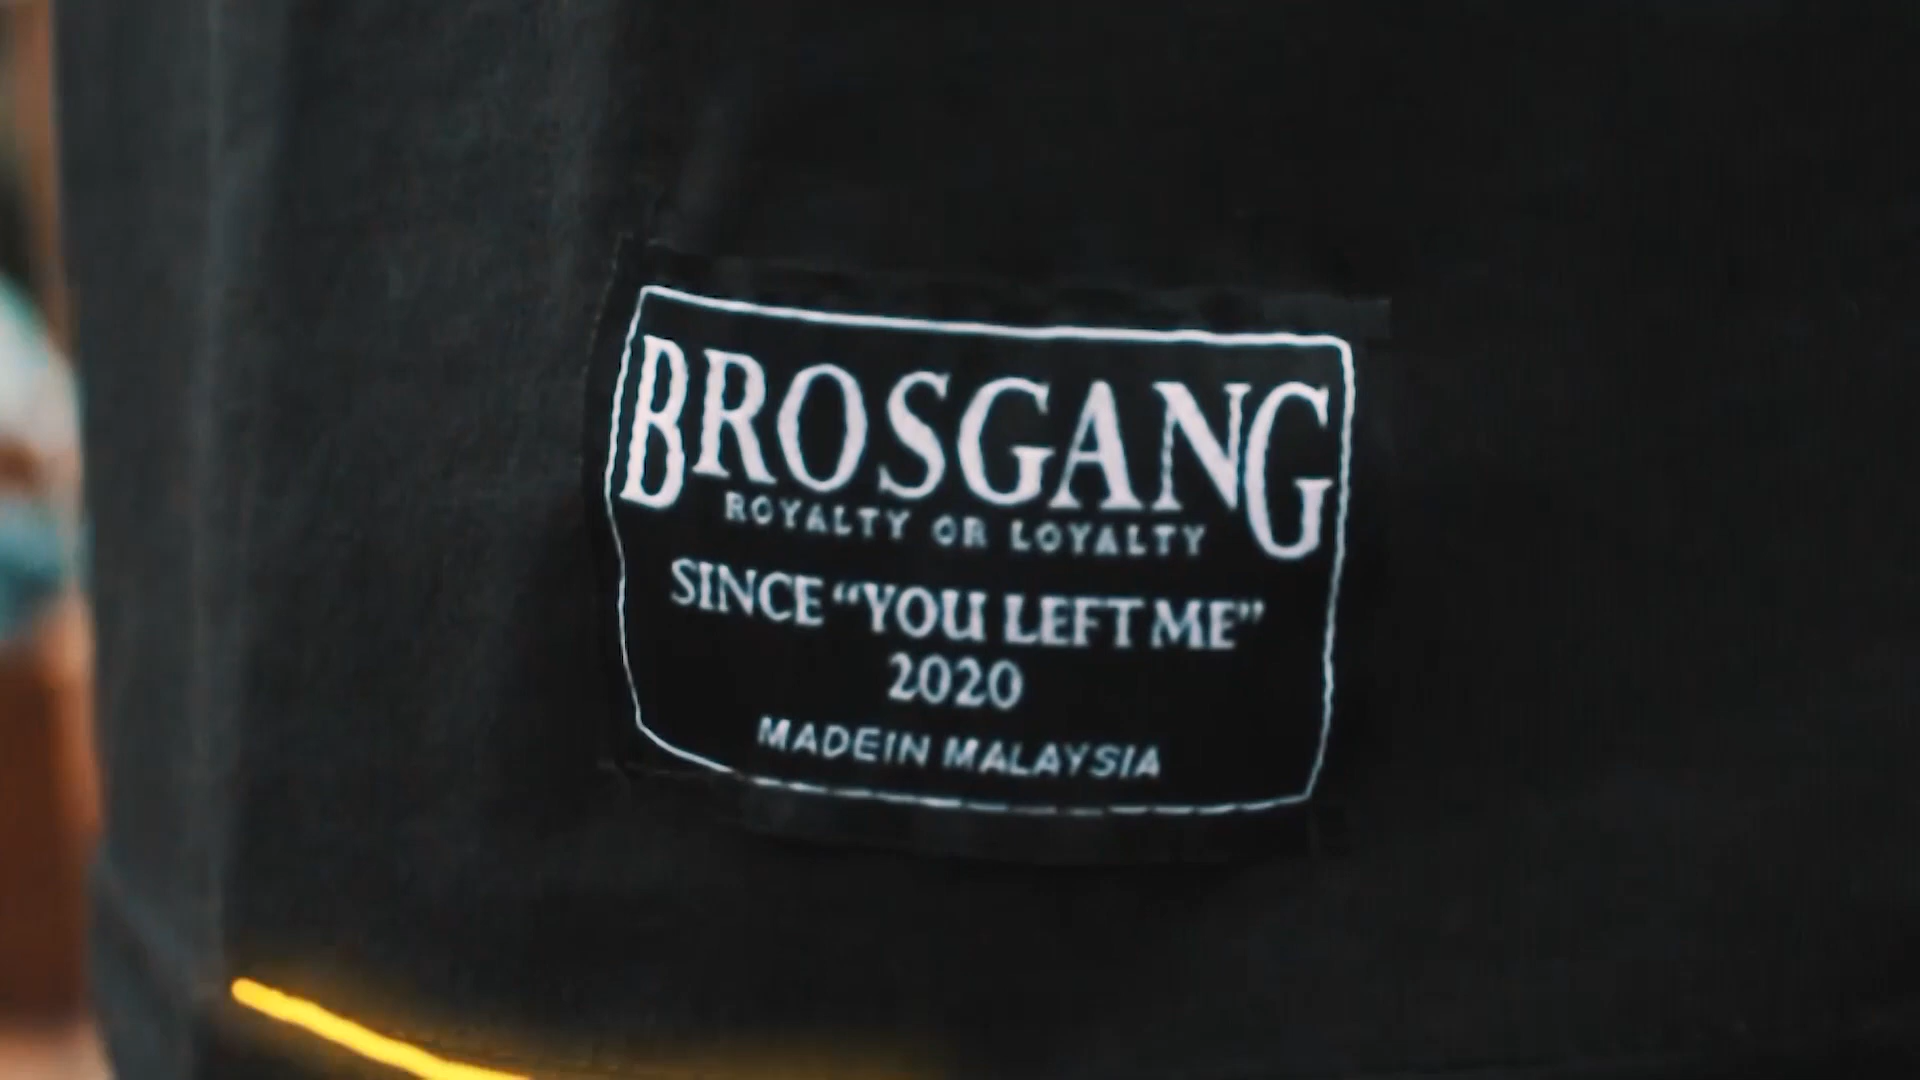 BROSGANG
ROYALTY OR LOYALTY
SINCE “YOU LEFT ME”
2020
MADEIN MALAYSIA